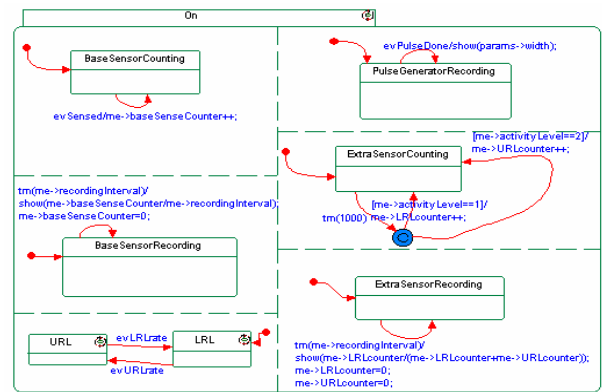 On
BaseSensorCounting
evSensed/me->baseSenseCounter++;
evPulseDone/show(params->width);
PulseGeneratorRecording
[me->activityLevel==2]/
me->URLcounter++;
ExtraSensorCounting
[me->activityLevel==1]/
tm(1000) me->LRLcounter++;
C
tm(me->recordingInterval)/
show(me->baseSenseCounter/me->recordingInterval)
me->baseSenseCounter=0;
BaseSensorRecording
ExtraSensorRecording
tm(me->recordingInterval)/
show(me->LRLcounter/(me->LRLcounter+me->URLcounter));
me->LRLcounter=0;
me->URLcounter=0;
URL
evLRLrate
LRL
evURLrate